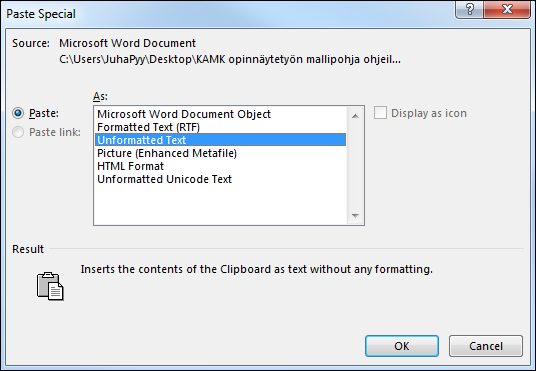 Paste Special
Source: Microsoft Word Document
C:\Users\JuhaPyy\Desktop\KAMK opinnäytetyön mallipohja ohjeil...
As:
Paste:
Paste link:
Microsoft Word Document Object
Formatted Text (RTF)
Unformatted Text
Picture (Enhanced Metafile)
HTML Format
Unformatted Unicode Text
Display as icon
Result
Inserts the contents of the Clipboard as text without any formatting.
OK Cancel